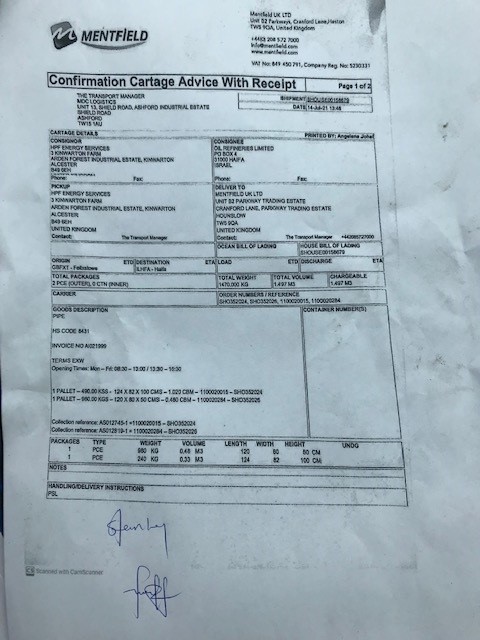 MENTFIELD
Mentfield UK LTD
Unit B2 Parkways, Cranford Lane, Heston
TW5 9QA, United Kingdom
+44(0) 208 572 7000
info@mentfield.com
www.mentfield.com
VAT No: 849 450 791, Company Reg. No: 5230331
Confirmation Cartage Advice With Receipt
Page 1 of 2
THE TRANSPORT MANAGER
MOC LOGISTICS
UNIT 13, SHIELD ROAD, ASHFORD INDUSTRIAL ESTATE
SHIELD ROAD
ASHFORD
TW15 1AU
SHIPMENT SHOUSE00158679
DATE 14-Jul-21 13:48
CARTAGE DETAILS
PRINTED BY: Angelena Juhel
CONSIGNOR
HPF ENERGY SERVICES
3 KINWARTON FARM
ARDEN FOREST INDUSTRIAL ESTATE, KINWARTON
ALCESTER
B49 6EH
Phone: Fax:
CONSIGNEE
OIL REFINERIES LIMITED
PO BOX 4
31000 HAIFA
ISRAEL
Phone: Fax:
PICKUP
HPF ENERGY SERVICES
3 KINWARTON FARM
ARDEN FOREST INDUSTRIAL ESTATE, KINWARTON
ALCESTER
B49 6EH
UNITED KINGDOM
Contact: The Transport Manager
DELIVER TO
MENTFIELD UK LTD
UNIT B2 PARKWAY TRADING ESTATE
CRANFORD LANE, PARKWAY TRADING ESTATE
HOUNSLOW
TW5 9QA
UNITED KINGDOM
Contact: The Transport Manager +442085727000
OCEAN BILL OF LADING
HOUSE BILL OF LADING
SHOUSE00158679
ORIGIN ETD DESTINATION ETA LOAD ETD DISCHARGE ETA
GBFXT - Felixstowe ILHFA - Haifa
TOTAL PACKAGES TOTAL WEIGHT TOTAL VOLUME CHARGEABLE
2 PCE (OUTER), 0 CTN (INNER) 1470.000 KG 1.497 M3 1.497 M3
CARRIER ORDER NUMBERS / REFERENCE
SHO352024, SHO352025, 1100020015, 1100020284
GOODS DESCRIPTION CONTAINER NUMBER(S)
PIPE
HS CODE 8431
INVOICE NO AI021999
TERMS EXW
Opening Times: Mon – Fri: 08:30 – 12:00 / 12:30 – 16:00
1 PALLET – 490.00 KGS – 124 X 82 X 100 CMS – 1.020 CBM – 1100020015 – SHO352024
1 PALLET – 980.00 KGS – 120 X 80 X 50 CMS – 0.480 CBM – 1100020284 – SHO352025
Collection reference: AS012745-1 =1100020015 – SHO352024
Collection reference: AS012819-1 =1100020284 – SHO352025
PACKAGES TYPE WEIGHT VOLUME LENGTH WIDTH HEIGHT UNDG
1 PCE 980 KG 0.48 M3 120 80 50 CM
1 PCE 240 KG 0.33 M3 124 82 100 CM
NOTES
HANDLING/DELIVERY INSTRUCTIONS
PSL
CS Scanned with CamScanner